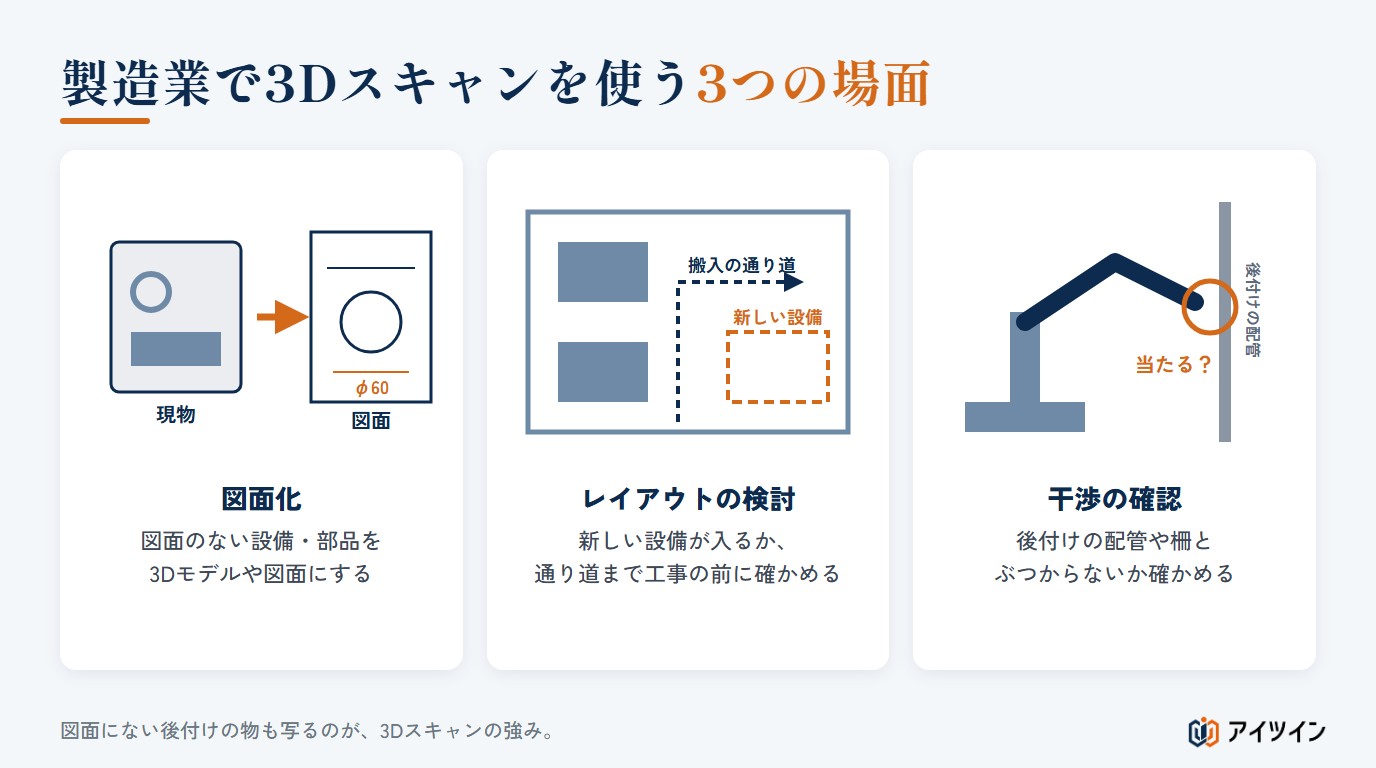 製造業で3Dスキャンを使う3つの場面
現物
φ60
図面
図面化
図面のない設備・部品を
3Dモデルや図面にする
搬入の通り道
新しい設備
レイアウトの検討
新しい設備が入るか、
通り道まで工事の前に確かめる
後付けの配管
当たる？
干渉の確認
後付けの配管や柵と
ぶつからないか確かめる
図面にない後付けの物も写るのが、3Dスキャンの強み。
アイツイン